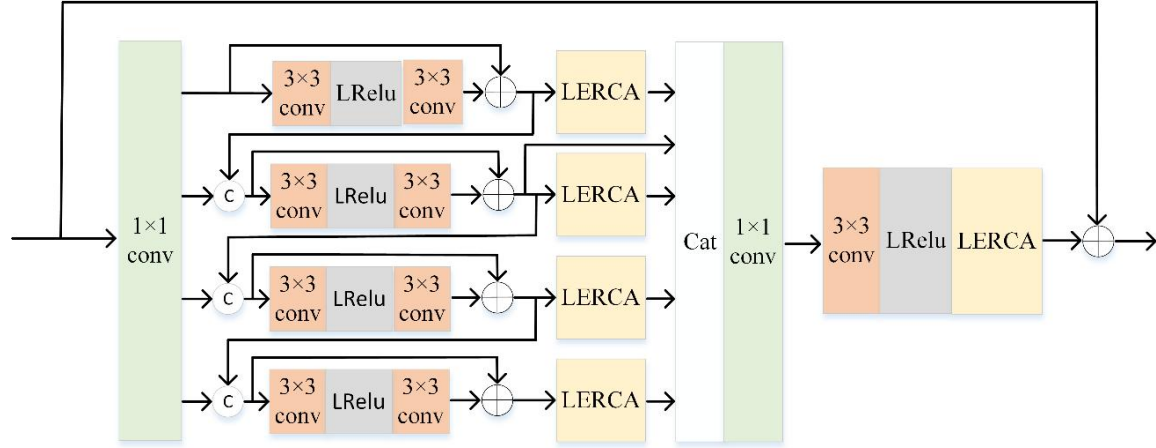 1×1
conv
3×3
conv
LRelu
3×3
conv
LERCA
C
3×3
conv
LRelu
3×3
conv
LERCA
C
3×3
conv
LRelu
3×3
conv
LERCA
C
3×3
conv
LRelu
3×3
conv
LERCA
Cat
1×1
conv
3×3
conv
LRelu
LERCA